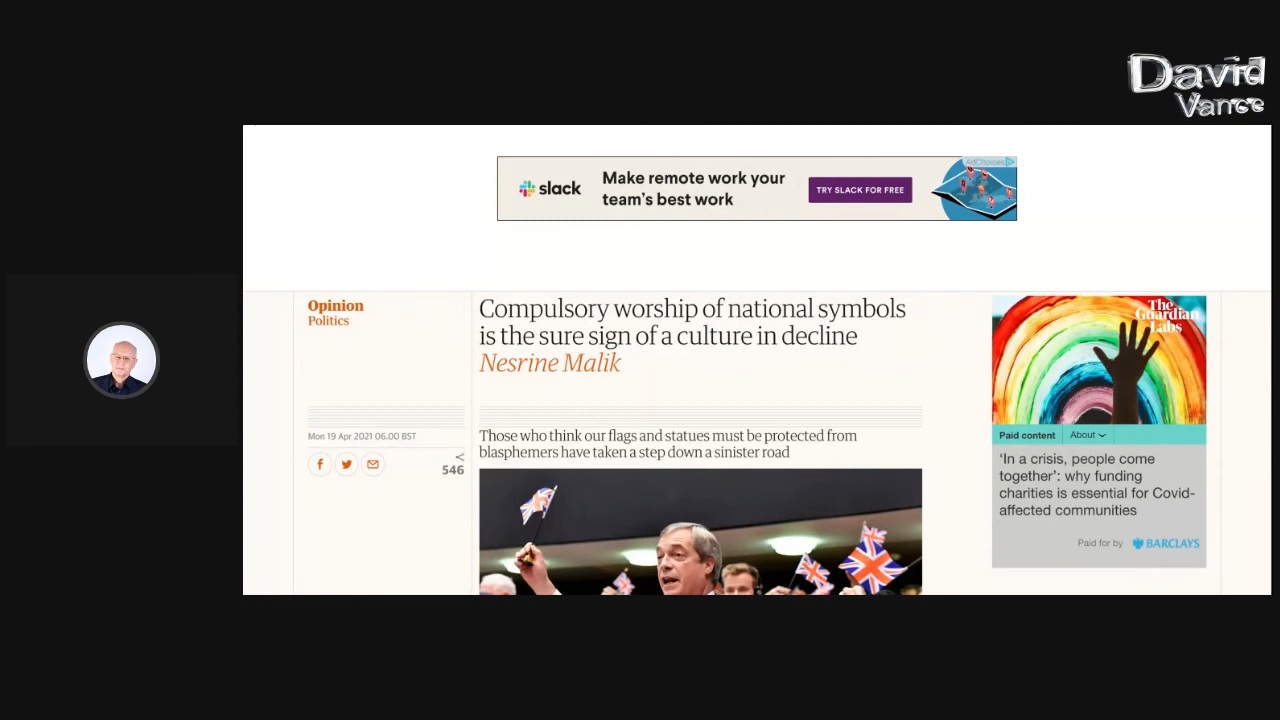 David
Vance
AdChoices
slack
Make remote work your
team's best work
TRY SLACK FOR FREE
Opinion
Politics
Compulsory worship of national symbols
is the sure sign of a culture in decline
Nesrine Malik
Mon 19 Apr 2021 06.00 BST
546
Those who think our flags and statues must be protected from
blasphemers have taken a step down a sinister road
The
Guardian
Labs
Paid content
About
'In a crisis, people come
together': why funding
charities is essential for Covid-
affected communities
Paid for by
BARCLAYS